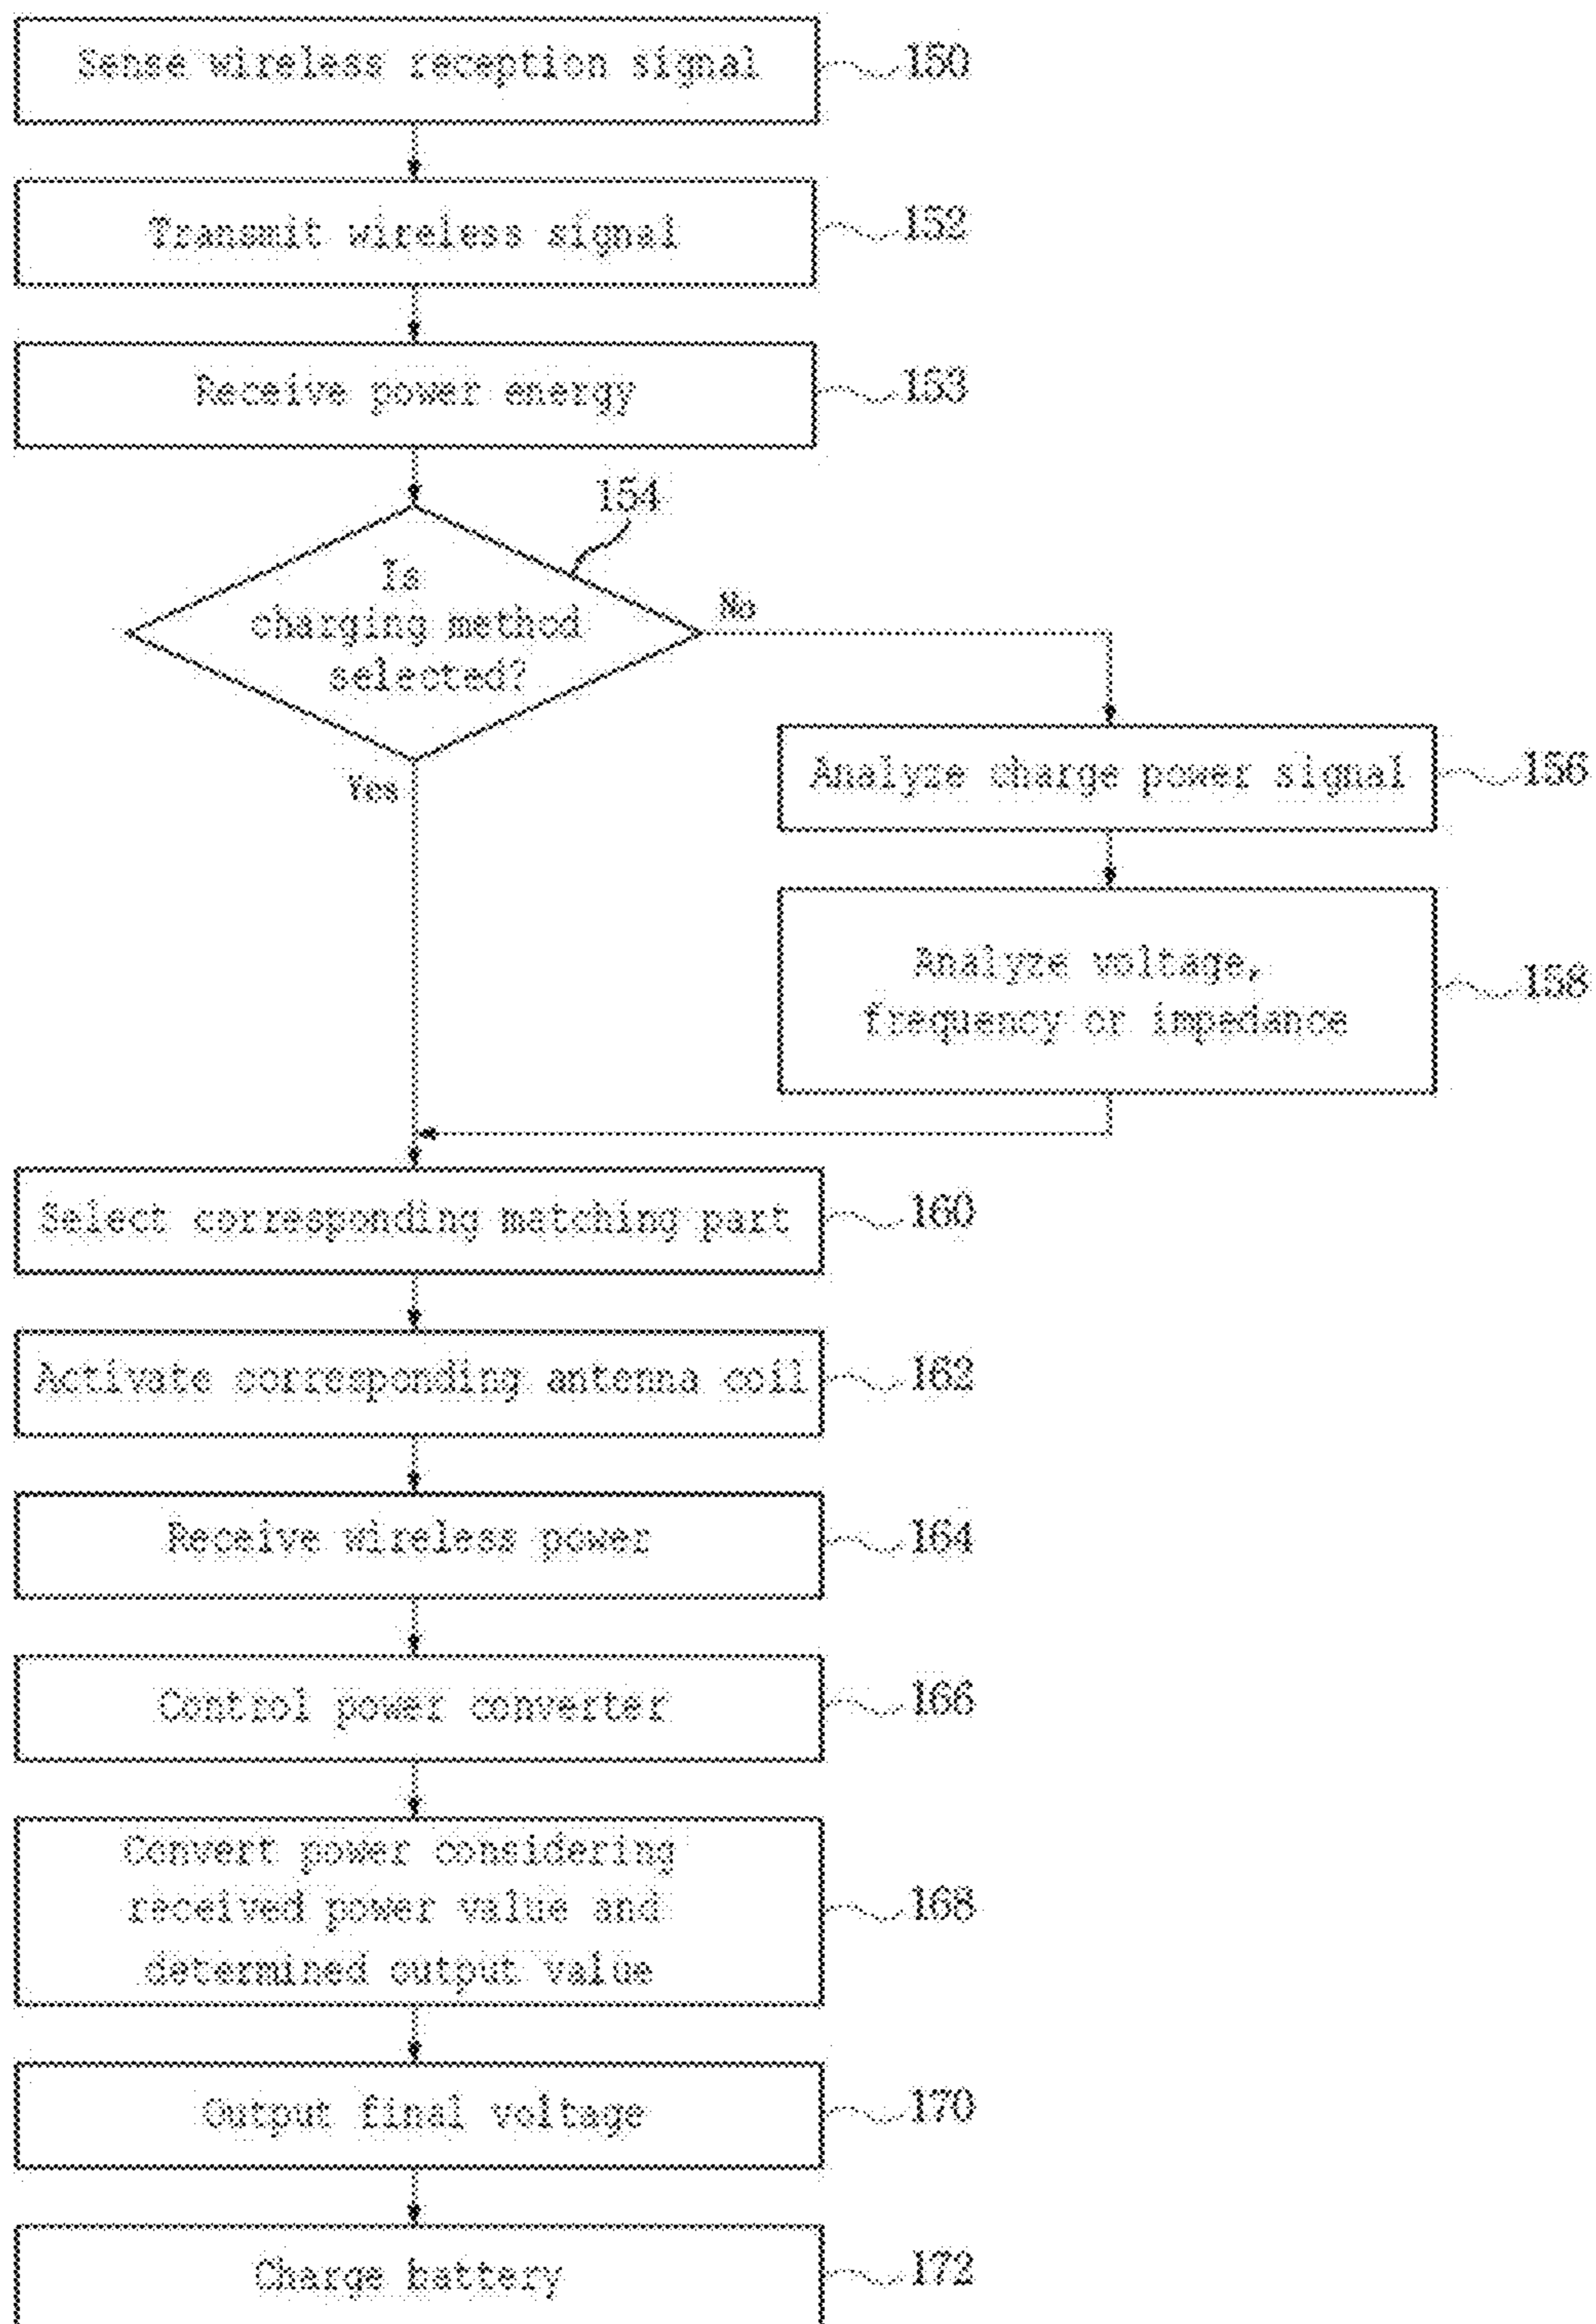 Sense wireless reception signal
150
Transmit wireless signal
152
Receive power energy
153
154
Is
charging method
selected?
No
Yes
Analyze charge power signal
156
Analyze voltage,
frequency or impedance
158
Select corresponding matching part
160
Activate corresponding antenna coil
162
Receive wireless power
164
Control power converter
166
Convert power considering
received power value and
determined output value
168
Output final voltage
170
Charge battery
172